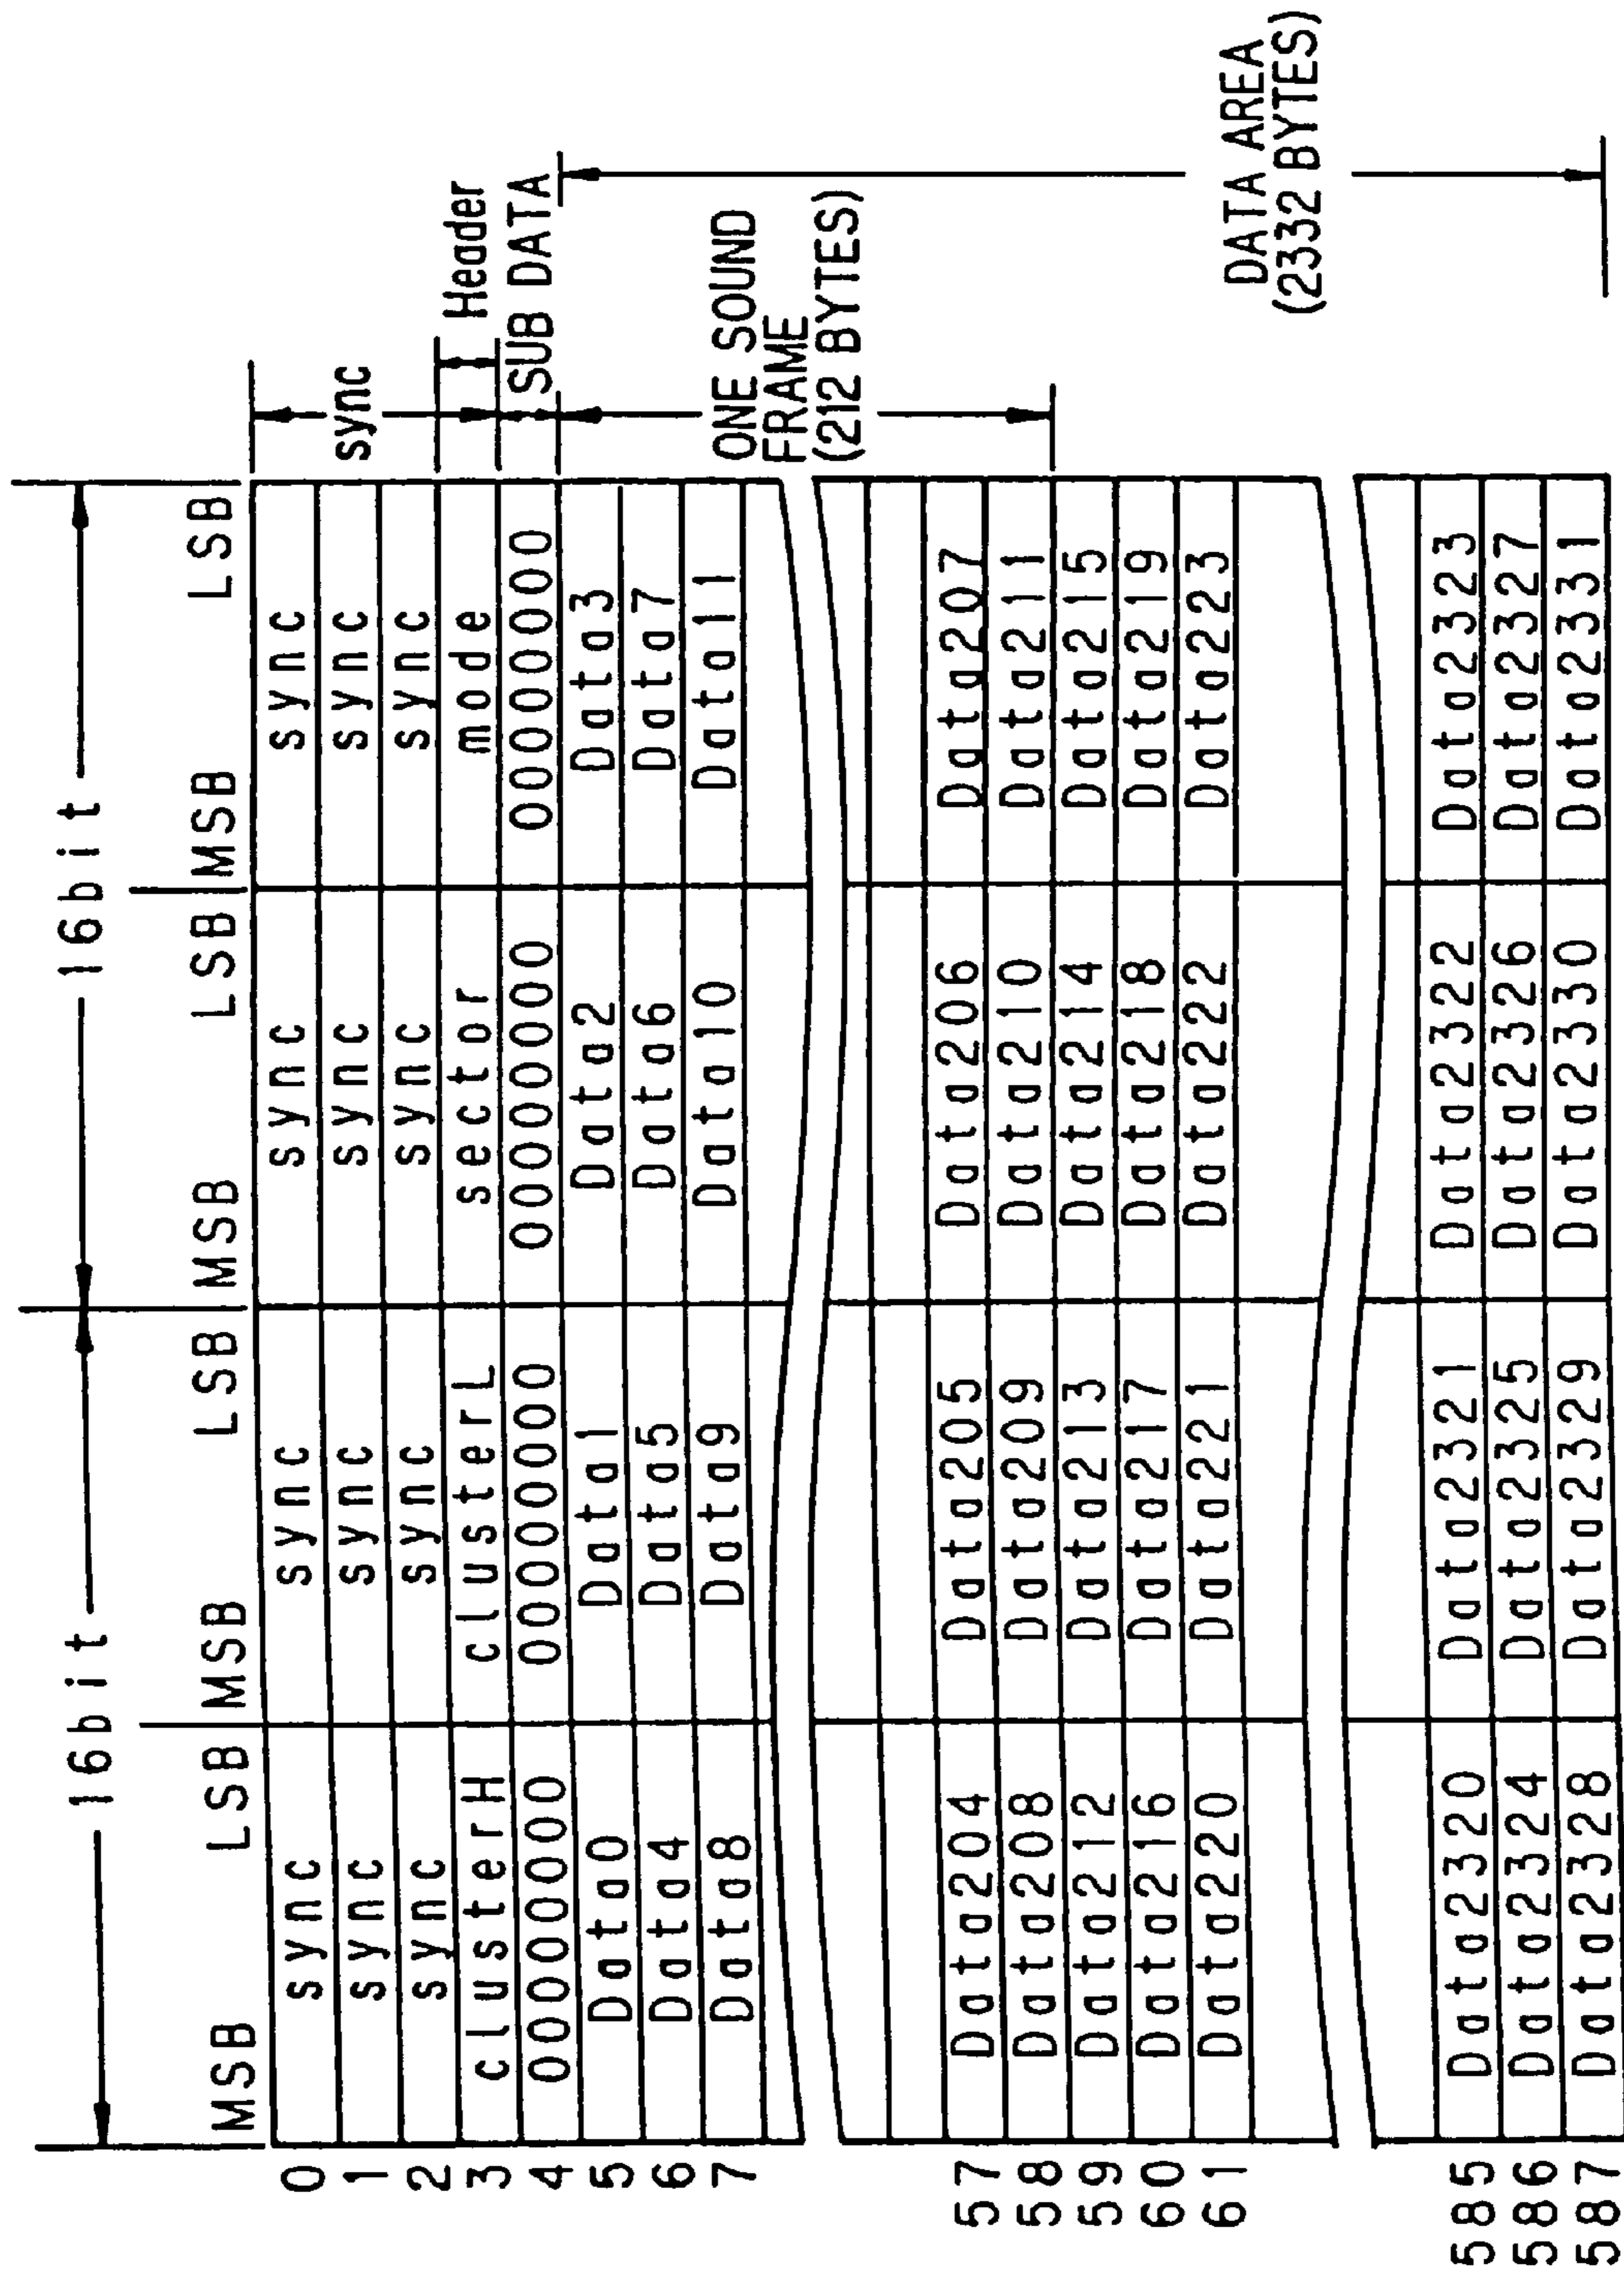 16bit 16bit
MSB LSB MSB LSB MSB LSB MSB LSB
0 sync sync sync sync
1 sync sync sync sync
2 sync sync sync sync
3 clusterH clusterL sector mode
4 00000000 00000000 00000000 00000000
5 Data0 Data1 Data2 Data3
6 Data4 Data5 Data6 Data7
7 Data8 Data9 Data10 Data11
57 Data204 Data205 Data206 Data207
58 Data208 Data209 Data210 Data211
59 Data212 Data213 Data214 Data215
60 Data216 Data217 Data218 Data219
61 Data220 Data221 Data222 Data223
585 Data2320 Data2321 Data2322 Data2323
586 Data2324 Data2325 Data2326 Data2327
587 Data2328 Data2329 Data2330 Data2331
sync
Header
SUB DATA
ONE SOUND
FRAME
(212 BYTES)
DATA AREA
(2332 BYTES)